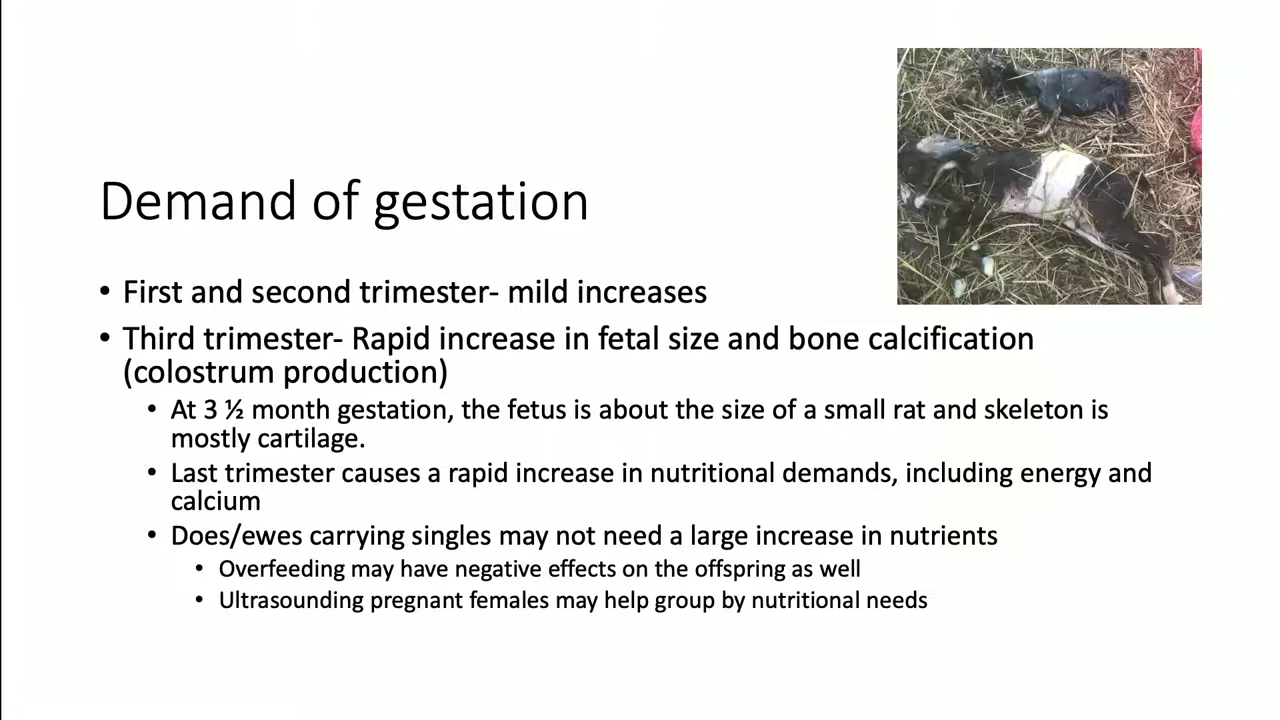 Demand of gestation
• First and second trimester- mild increases
• Third trimester- Rapid increase in fetal size and bone calcification
(colostrum production)
• At 3 ½ month gestation, the fetus is about the size of a small rat and skeleton is
mostly cartilage.
• Last trimester causes a rapid increase in nutritional demands, including energy and
calcium
• Does/ewes carrying singles may not need a large increase in nutrients
• Overfeeding may have negative effects on the offspring as well
• Ultrasounding pregnant females may help group by nutritional needs